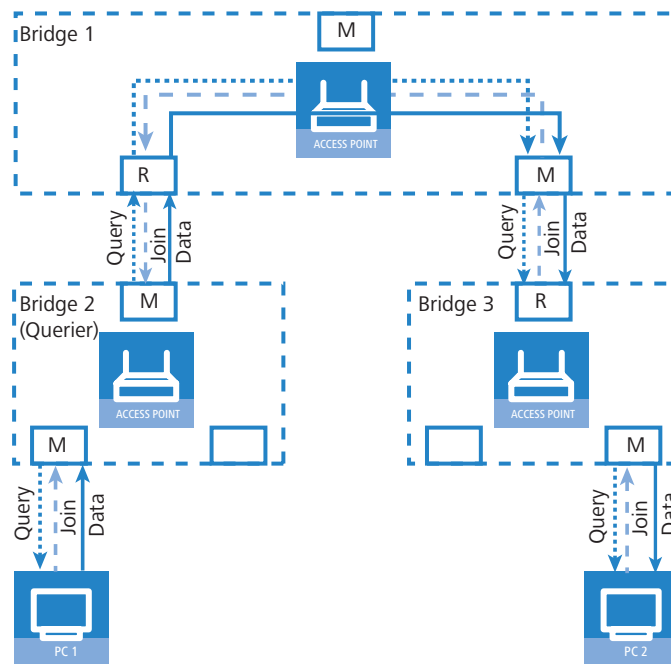 Bridge 1
M
ACCESS POINT
R
M
Query
Join
Data
Query
Join
Data
Bridge 2
(Querier)
M
Bridge 3
R
ACCESS POINT
ACCESS POINT
M
M
Query
Join
Data
Query
Join
Data
PC 1
PC 2